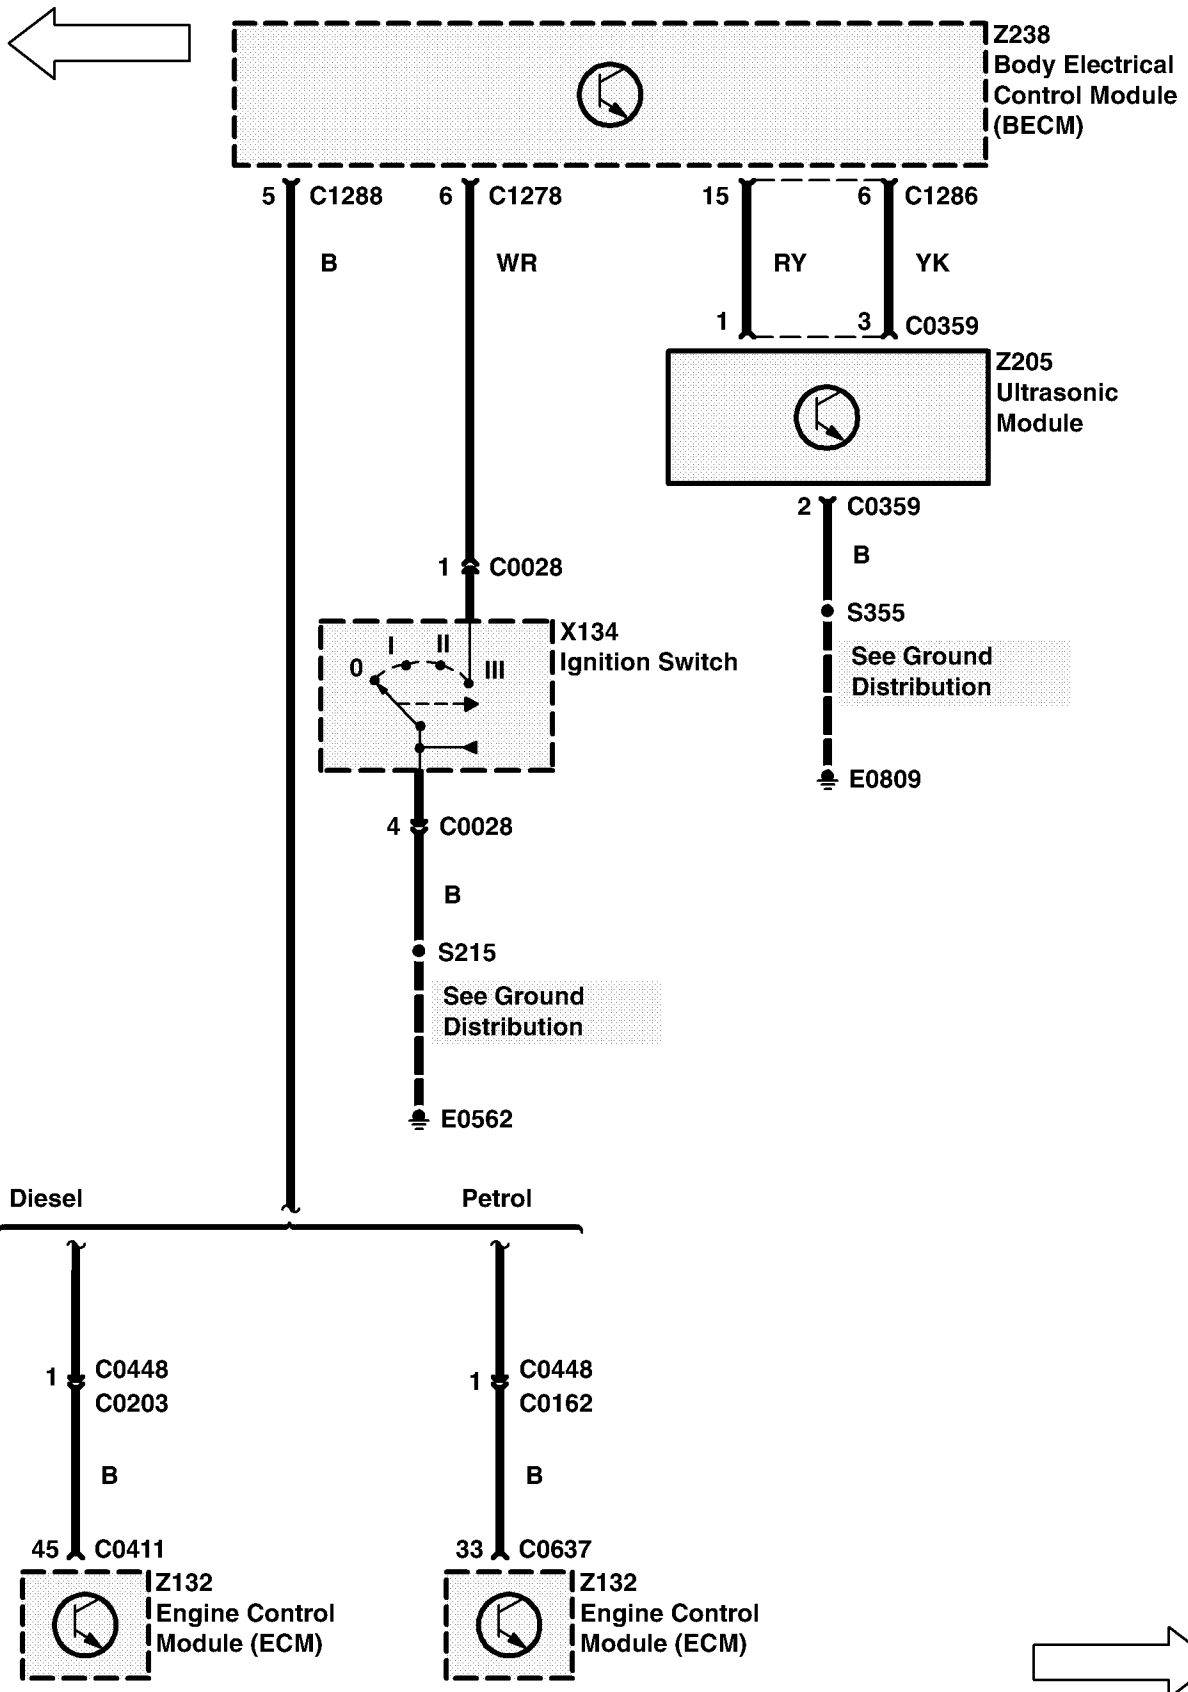 Z238
Body Electrical
Control Module
(BECM)
5 C1288
6 C1278
15
6 C1286
B
WR
RY
YK
1
3 C0359
Z205
Ultrasonic
Module
2 C0359
B
1 C0028
S355
X134
Ignition Switch
0
I
II
III
See Ground
Distribution
E0809
4 C0028
B
S215
See Ground
Distribution
E0562
Diesel
Petrol
1 C0448
C0203
1 C0448
C0162
B
B
45 C0411
33 C0637
Z132
Engine Control
Module (ECM)
Z132
Engine Control
Module (ECM)